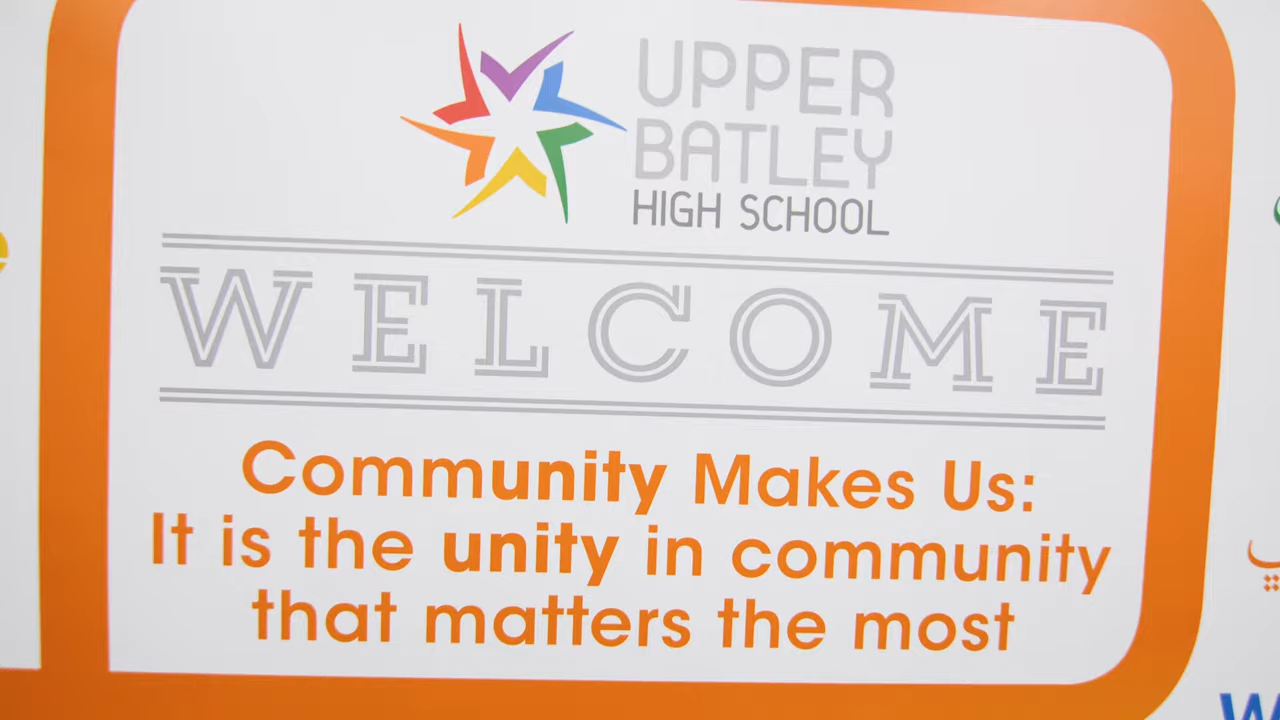 UPPER
BATLEY
HIGH SCHOOL
WELCOME
Community Makes Us:
It is the unity in community
that matters the most